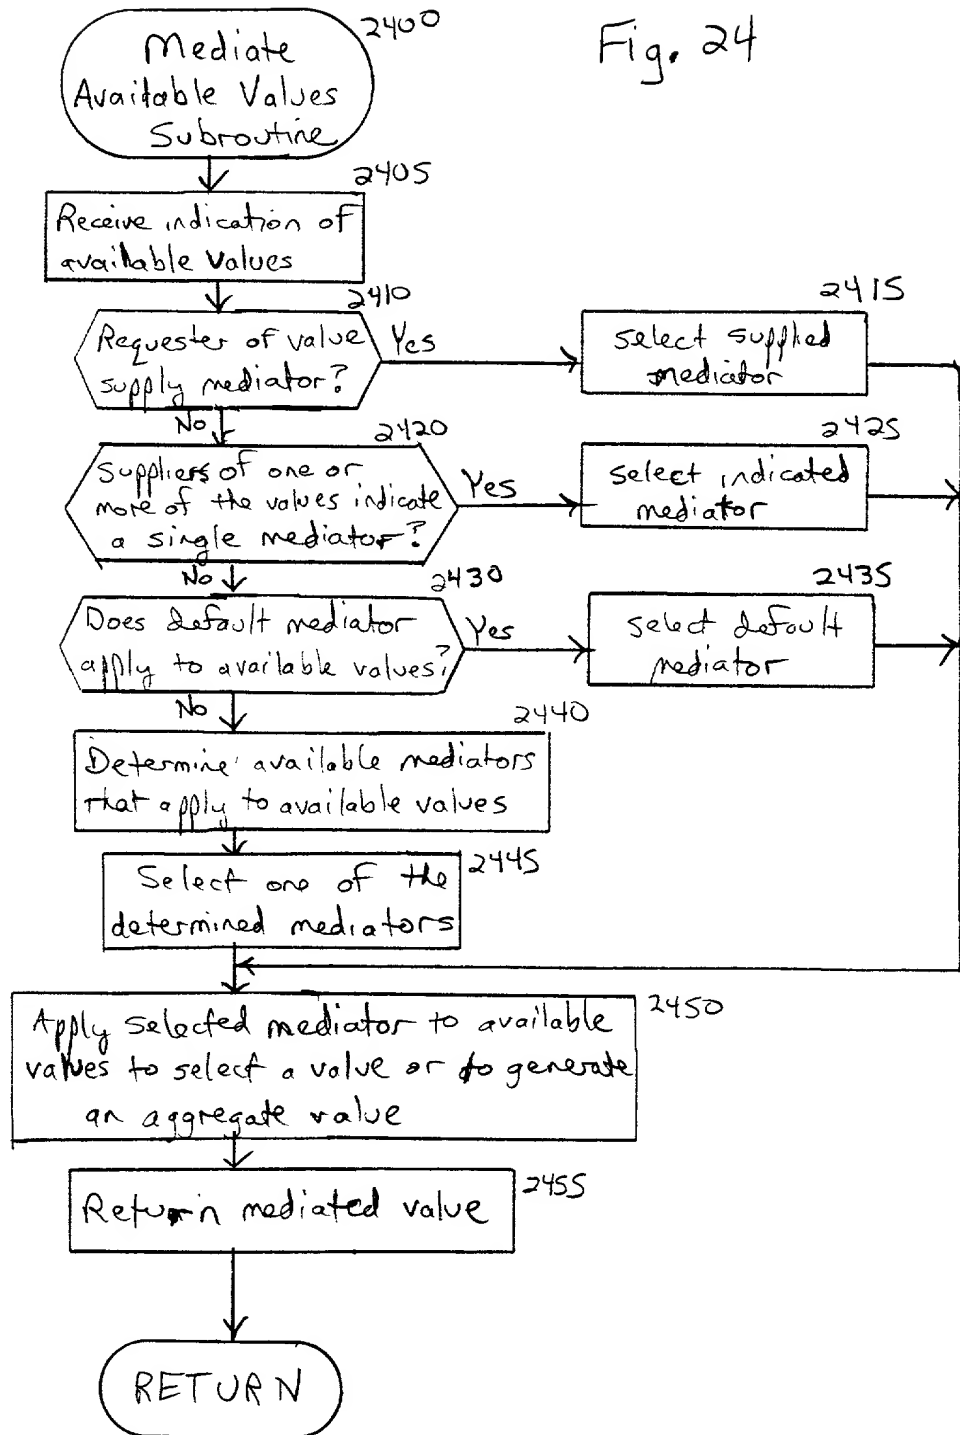 Fig. 24
2400
Mediate
Available Values
Subroutine
2405
Receive indication of
available values
2410
Requester of value
supply mediator?
Yes
2415
select supplied
mediator
No
2420
Suppliers of one or
more of the values indicate
a single mediator?
Yes
2425
select indicated
mediator
No
2430
Does default mediator
apply to available values?
Yes
2435
select default
mediator
No
2440
Determine available mediators
that apply to available values
2445
Select one of the
determined mediators
2450
Apply selected mediator to available
values to select a value or to generate
an aggregate value
2455
Return mediated value
RETURN